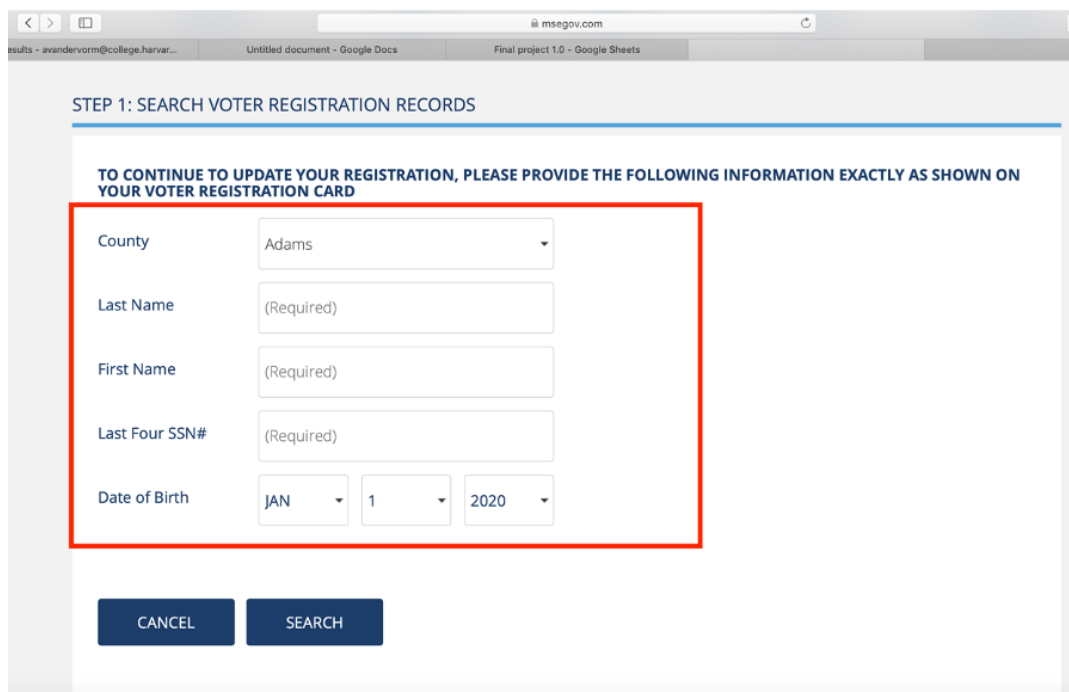 msegov.com
esults - avandervorm@college.harvar...
Untitled document - Google Docs
Final project 1.0 - Google Sheets
STEP 1: SEARCH VOTER REGISTRATION RECORDS
TO CONTINUE TO UPDATE YOUR REGISTRATION, PLEASE PROVIDE THE FOLLOWING INFORMATION EXACTLY AS SHOWN ON
YOUR VOTER REGISTRATION CARD
County Adams
Last Name (Required)
First Name (Required)
Last Four SSN# (Required)
Date of Birth JAN 1 2020
CANCEL SEARCH